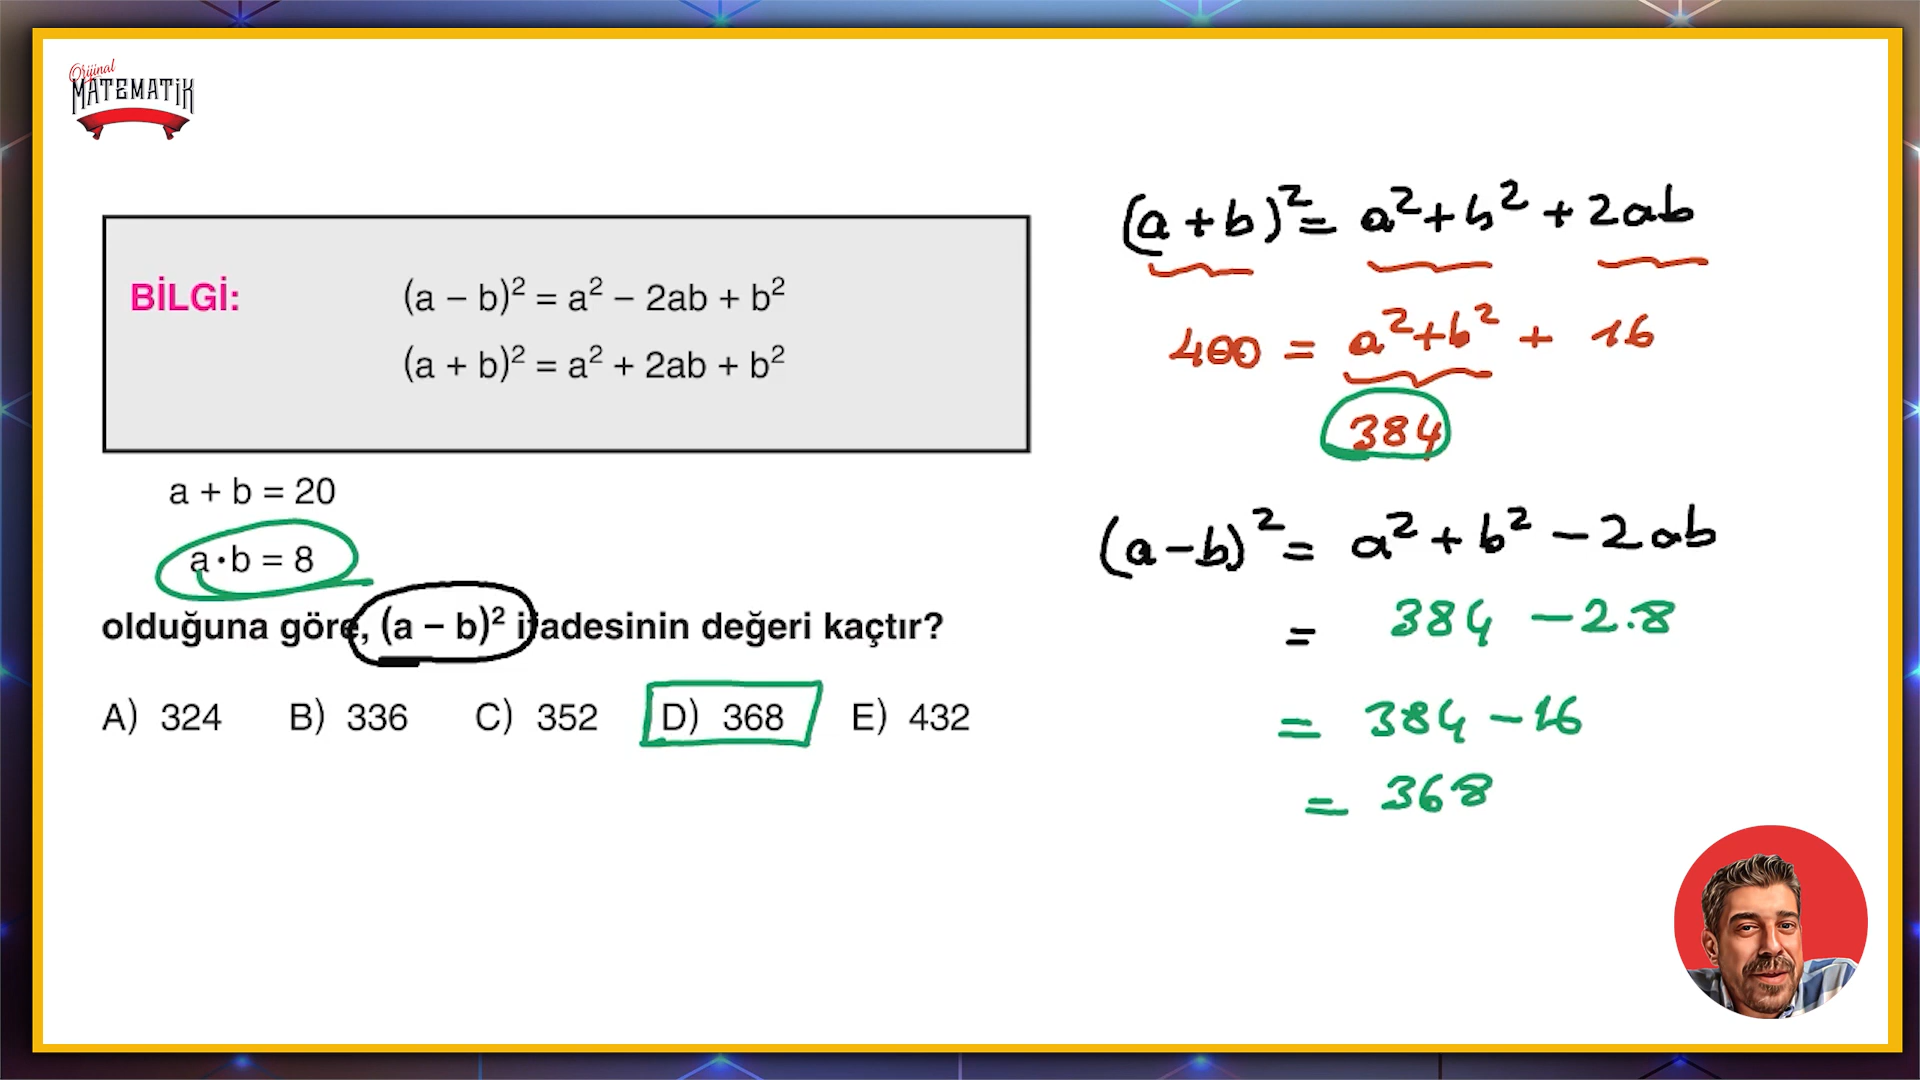 Orijinal
MATEMATİK
BİLGİ:
(a – b)² = a² – 2ab + b²
(a + b)² = a² + 2ab + b²
a + b = 20
a·b = 8
olduğuna göre, (a – b)² ifadesinin değeri kaçtır?
A) 324 B) 336 C) 352 D) 368 E) 432
(a+b)² = a²+b² + 2ab
400 = a²+b² + 16
384
(a-b)² = a² + b² - 2ab
= 384 - 2.8
= 384 - 16
= 368